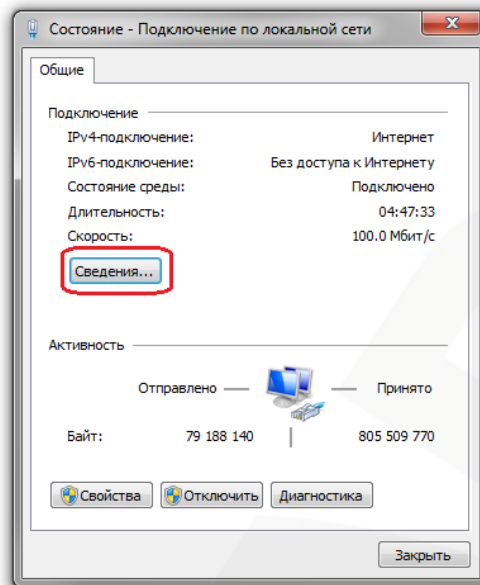 Состояние - Подключение по локальной сети
Общие
Подключение
IPv4-подключение: Интернет
IPv6-подключение: Без доступа к Интернету
Состояние среды: Подключено
Длительность: 04:47:33
Скорость: 100.0 Мбит/с
Сведения...
Активность
Отправлено — Принято
Байт: 79 188 140 | 805 509 770
Свойства Отключить Диагностика
Закрыть